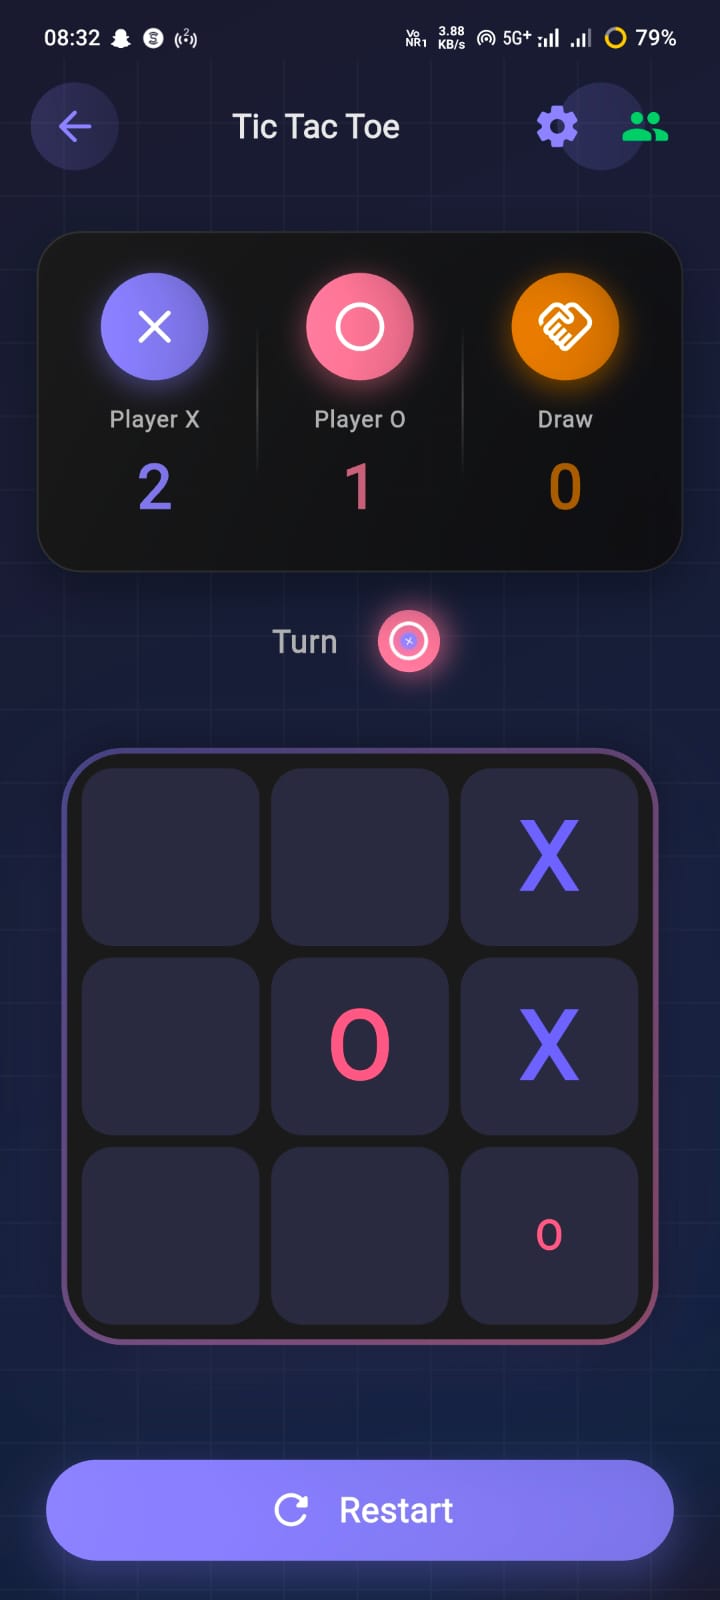 08:32 2 Vo NR1 3.88 KB/s 5G+ 79%
Tic Tac Toe
Player X Player O Draw
2 1 0
Turn
X
O X
O
Restart